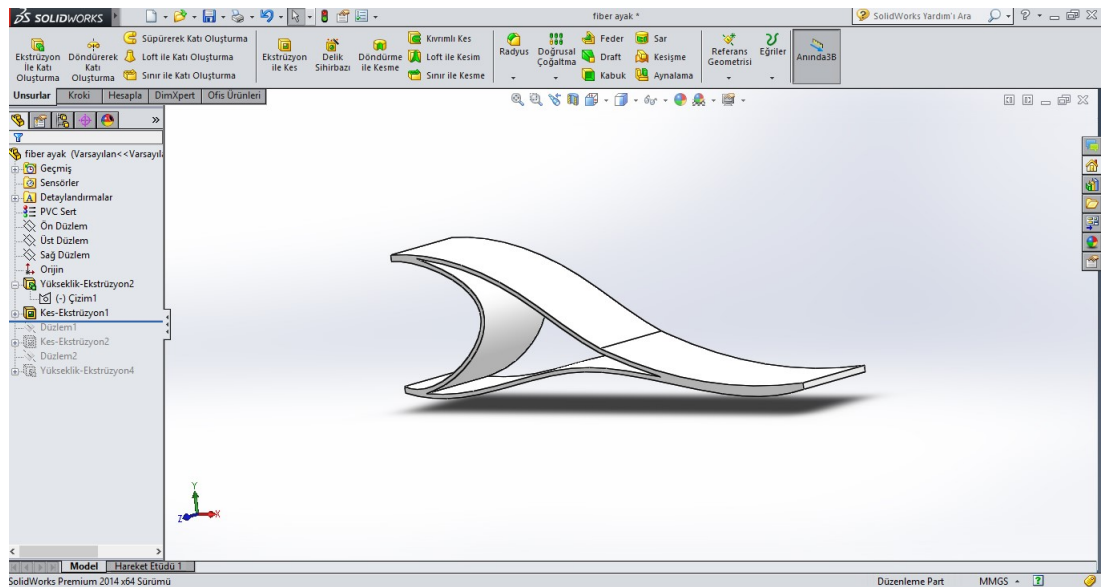 SOLIDWORKS
fiber ayak *
SolidWorks Yardım'ı Ara
Ekstrüzyon ile Katı Oluşturma
Döndürerek Katı Oluşturma
Süpürerek Katı Oluşturma
Loft ile Katı Oluşturma
Sınır ile Katı Oluşturma
Ekstrüzyon ile Kes
Delik Sihirbazı
Döndürme ile Kesme
Kıvrımlı Kes
Loft ile Kesim
Sınır ile Kesme
Radyus
Doğrusal Çoğaltma
Feder
Draft
Kabuk
Sar
Kesişme
Aynalama
Referans Geometrisi
Eğriler
Anında3B
Unsurlar Kroki Hesapla DimXpert Ofis Ürünleri
fiber ayak (Varsayılan<<Varsayıla
Geçmiş
Sensörler
Detaylandırmalar
PVC Sert
Ön Düzlem
Üst Düzlem
Sağ Düzlem
Orijin
Yükseklik-Ekstrüzyon2
(-) Çizim1
Kes-Ekstrüzyon1
Düzlem1
Kes-Ekstrüzyon2
Düzlem2
Yükseklik-Ekstrüzyon4
Y
Z X
Model Hareket Etüdü 1
SolidWorks Premium 2014 x64 Sürümü
Düzenleme Part MMGS